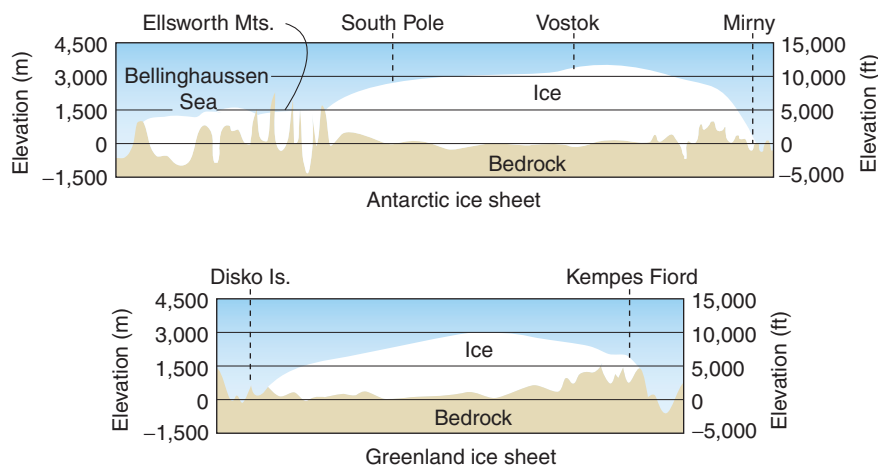 Ellsworth Mts. South Pole Vostok Mirny
4,500 15,000
3,000 10,000
Bellinghaussen
Sea
Ice
1,500 5,000
0 0
Bedrock
–1,500 –5,000
Elevation (m)
Elevation (ft)
Antarctic ice sheet
Disko Is. Kempes Fiord
4,500 15,000
3,000 10,000
Ice
1,500 5,000
0 0
Bedrock
–1,500 –5,000
Elevation (m)
Elevation (ft)
Greenland ice sheet